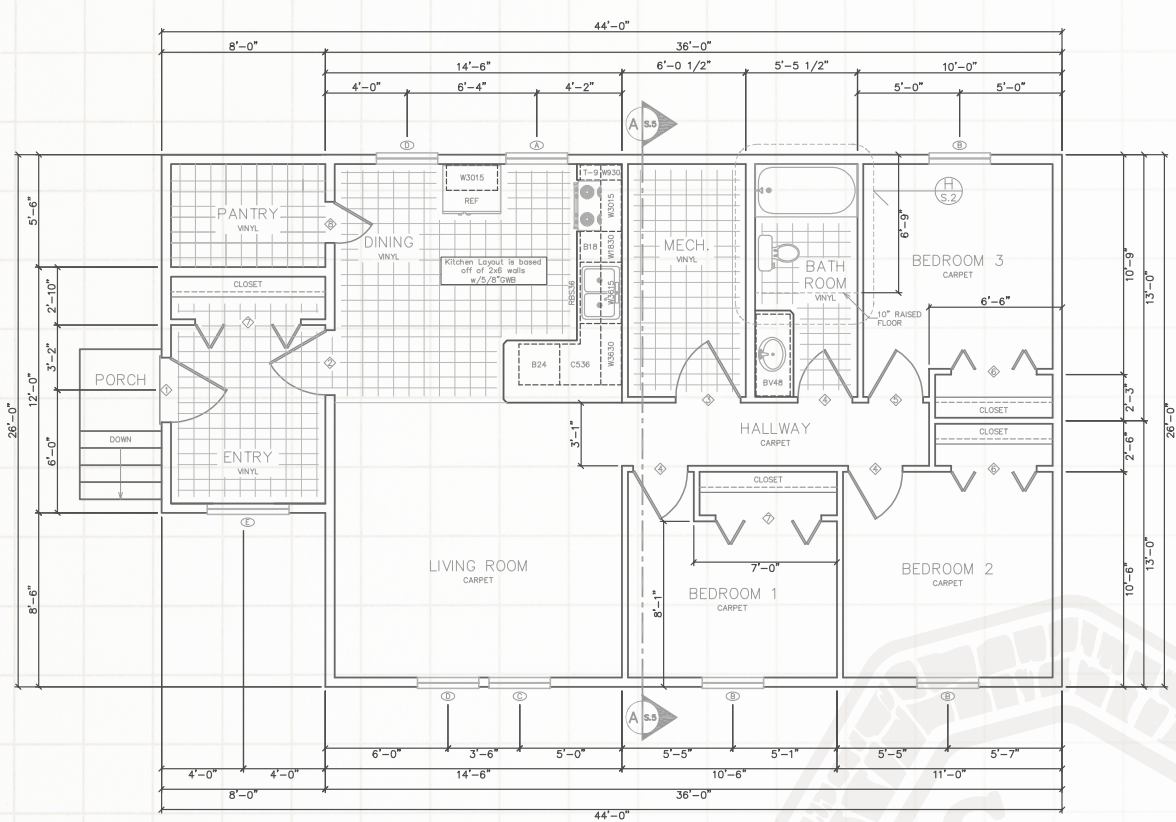 44'-0"
8'-0"
36'-0"
14'-6"
6'-0 1/2"
5'-5 1/2"
10'-0"
4'-0"
6'-4"
4'-2"
5'-0"
5'-0"
A
S.5
D
A
B
W3015
REF
T-9
W930
W3015
H
S.2
5'-6"
PANTRY
VINYL
8
DINING
VINYL
B18
W1830
MECH.
VINYL
6'-9"
BATH
ROOM
VINYL
BEDROOM 3
CARPET
10'-9"
13'-0"
Kitchen Layout is based
off of 2x6 walls
w/5/8"GWB
CLOSET
RBS36
W3615
2'-10"
7
10" RAISED
FLOOR
6'-6"
3'-2"
2
W3630
B24
C536
BV48
6
PORCH
1
12'-0"
26'-0"
3
4
5
CLOSET
2'-3"
26'-0"
DOWN
6'-0"
ENTRY
VINYL
3'-1"
HALLWAY
CARPET
CLOSET
2'-6"
4
4
6
CLOSET
7
E
LIVING ROOM
CARPET
7'-0"
BEDROOM 1
CARPET
BEDROOM 2
CARPET
8'-6"
8'-1"
10'-6"
13'-0"
D
C
B
B
A
S.5
6'-0"
3'-6"
5'-0"
5'-5"
5'-1"
5'-5"
5'-7"
4'-0"
4'-0"
14'-6"
10'-6"
11'-0"
8'-0"
36'-0"
44'-0"